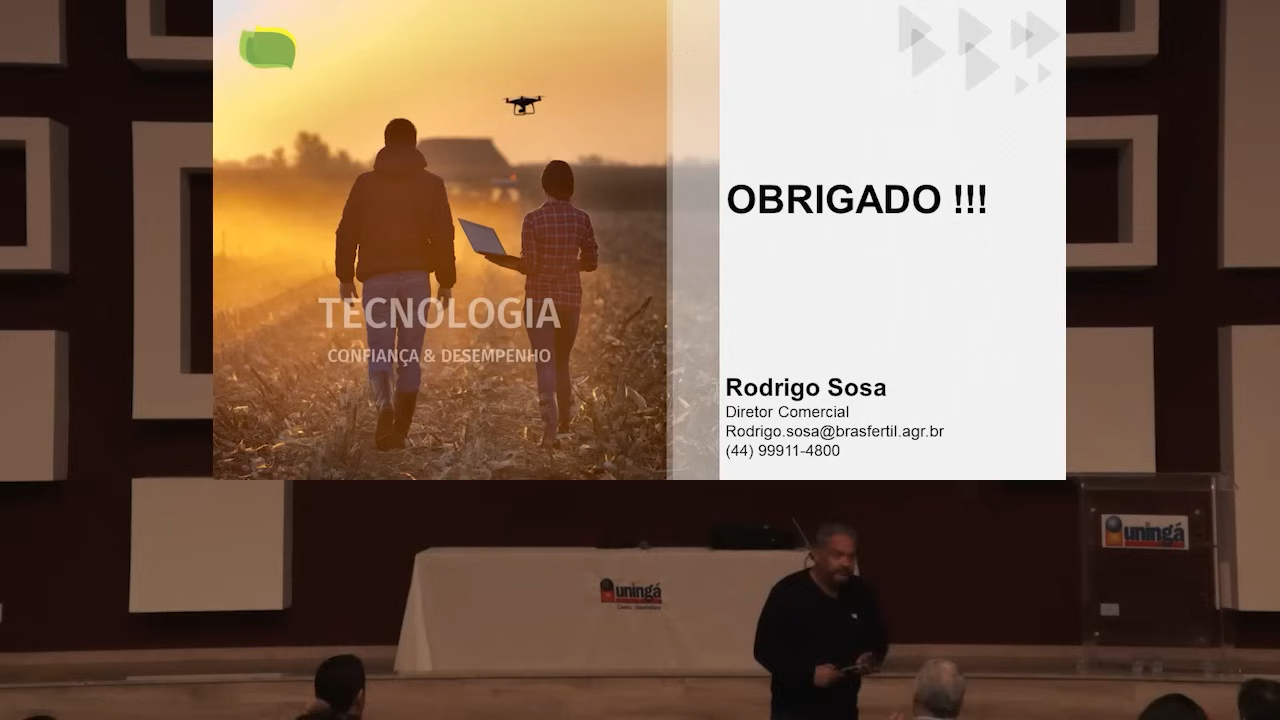 TECNOLOGIA
CONFIANÇA & DESEMPENHO
OBRIGADO !!!
Rodrigo Sosa
Diretor Comercial
Rodrigo.sosa@brasfertil.agr.br
(44) 99911-4800
uningá
uningá